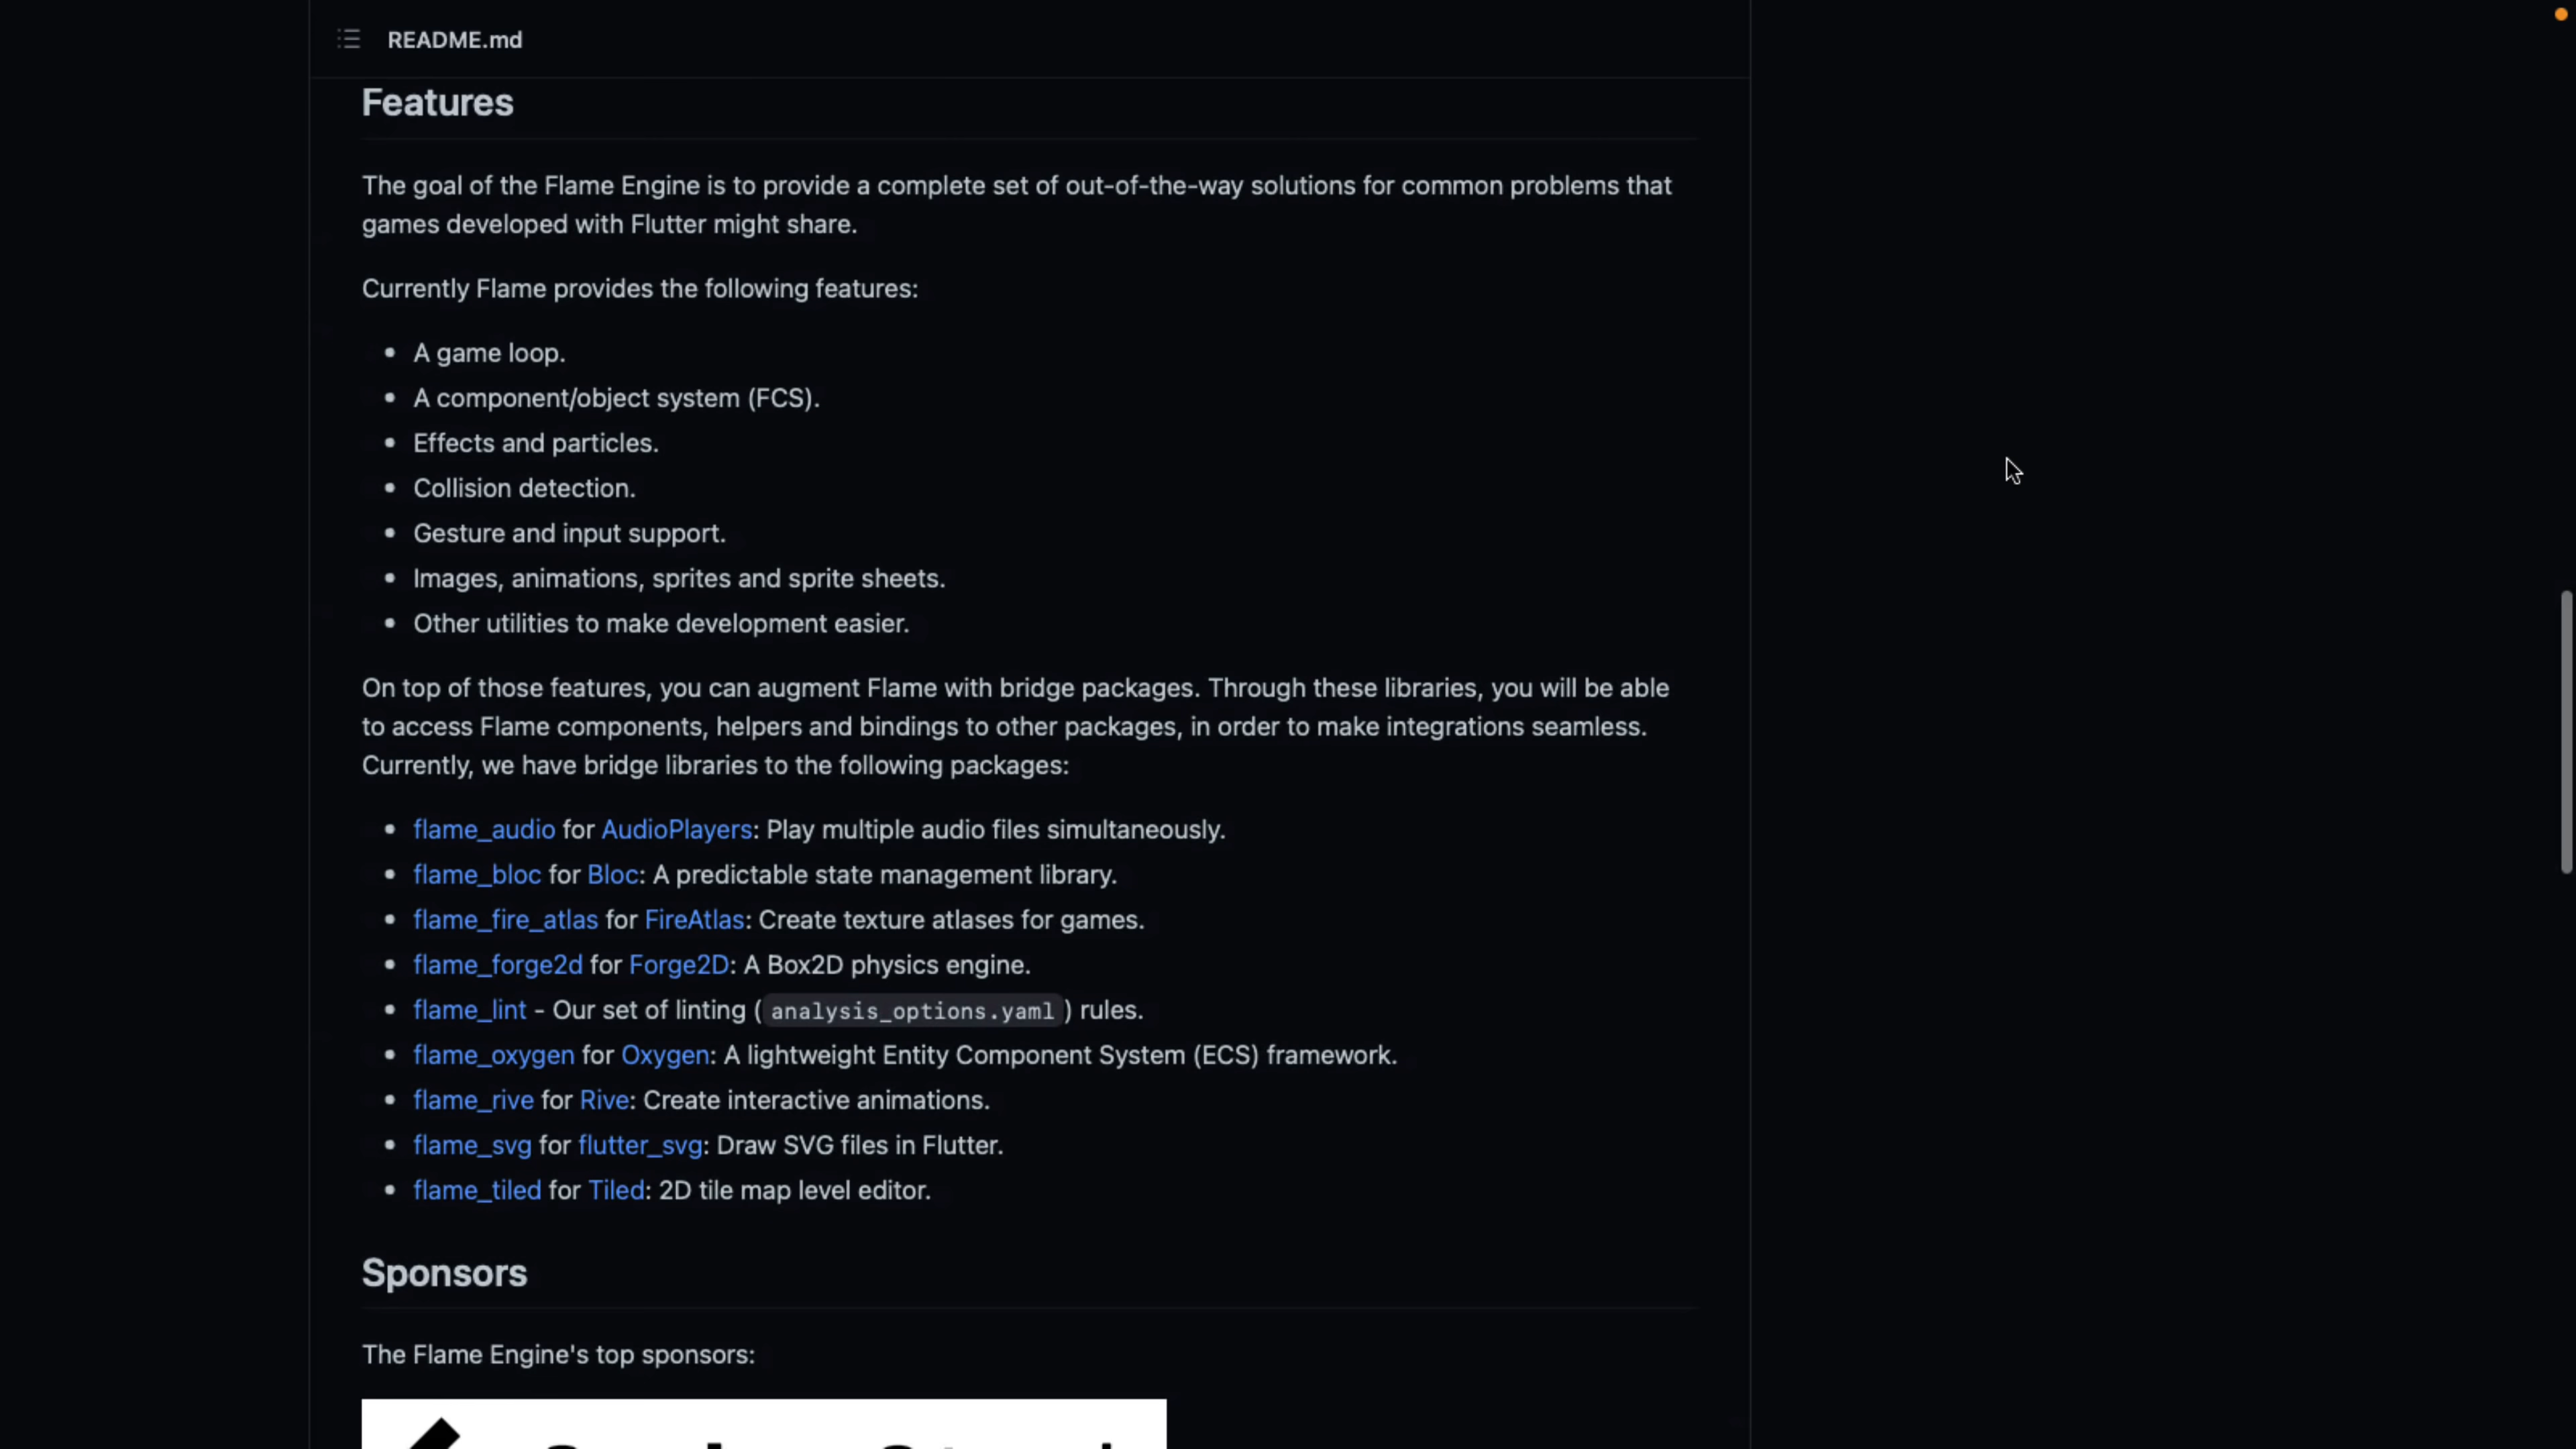 README.md
Features
The goal of the Flame Engine is to provide a complete set of out-of-the-way solutions for common problems that
games developed with Flutter might share.
Currently Flame provides the following features:
• A game loop.
• A component/object system (FCS).
• Effects and particles.
• Collision detection.
• Gesture and input support.
• Images, animations, sprites and sprite sheets.
• Other utilities to make development easier.
On top of those features, you can augment Flame with bridge packages. Through these libraries, you will be able
to access Flame components, helpers and bindings to other packages, in order to make integrations seamless.
Currently, we have bridge libraries to the following packages:
• flame_audio for AudioPlayers: Play multiple audio files simultaneously.
• flame_bloc for Bloc: A predictable state management library.
• flame_fire_atlas for FireAtlas: Create texture atlases for games.
• flame_forge2d for Forge2D: A Box2D physics engine.
• flame_lint - Our set of linting (analysis_options.yaml) rules.
• flame_oxygen for Oxygen: A lightweight Entity Component System (ECS) framework.
• flame_rive for Rive: Create interactive animations.
• flame_svg for flutter_svg: Draw SVG files in Flutter.
• flame_tiled for Tiled: 2D tile map level editor.
Sponsors
The Flame Engine's top sponsors: